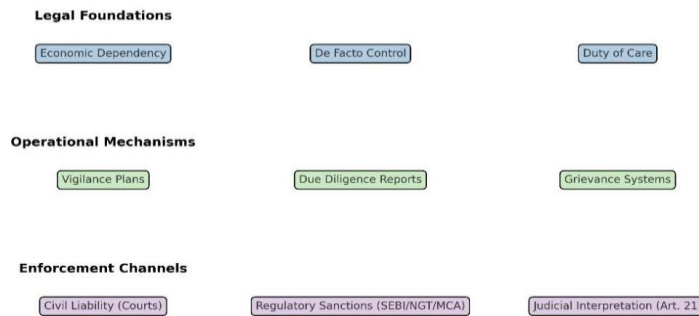 Legal Foundations
Economic Dependency De Facto Control Duty of Care
Operational Mechanisms
Vigilance Plans Due Diligence Reports Grievance Systems
Enforcement Channels
Civil Liability (Courts) Regulatory Sanctions (SEBI/NGT/MCA) Judicial Interpretation (Art. 21